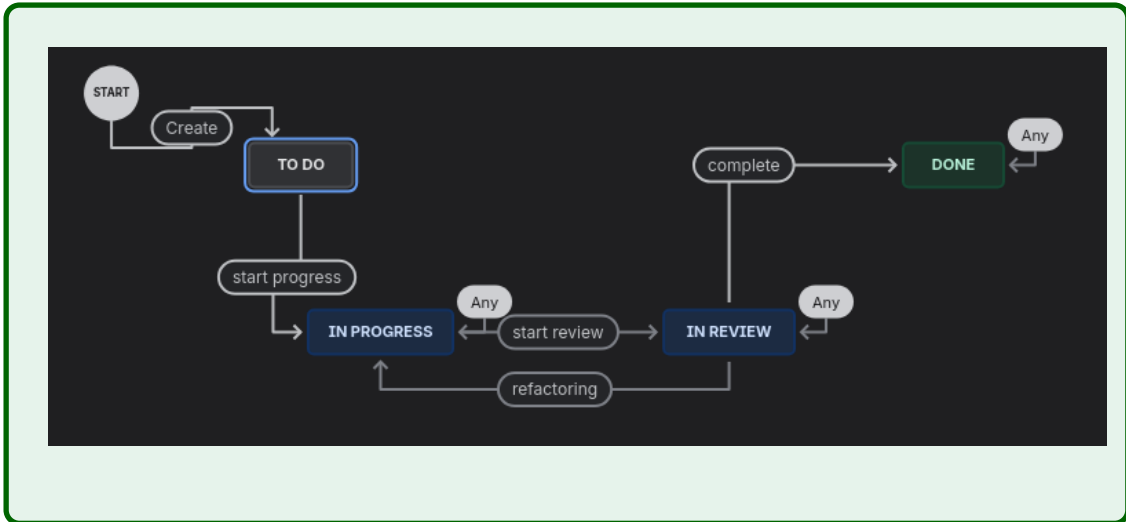 START
Create
TO DO
complete
DONE
Any
start progress
IN PROGRESS
Any
start review
IN REVIEW
Any
refactoring